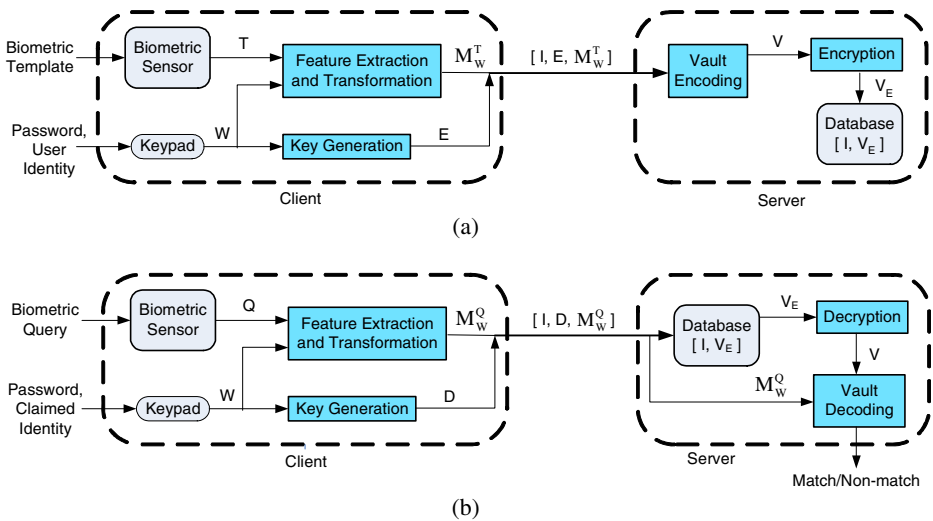 Biometric
Template
Biometric
Sensor
T
Feature Extraction
and Transformation
M_W^T
[ I, E, M_W^T ]
Vault
Encoding
V
Encryption
V_E
Database
[ I, V_E ]
Password,
User
Identity
Keypad
W
Key Generation
E
Client
Server
(a)
Biometric
Query
Biometric
Sensor
Q
Feature Extraction
and Transformation
M_W^Q
[ I, D, M_W^Q ]
Database
[ I, V_E ]
V_E
Decryption
V
M_W^Q
Vault
Decoding
Password,
Claimed
Identity
Keypad
W
Key Generation
D
Client
Server
Match/Non-match
(b)